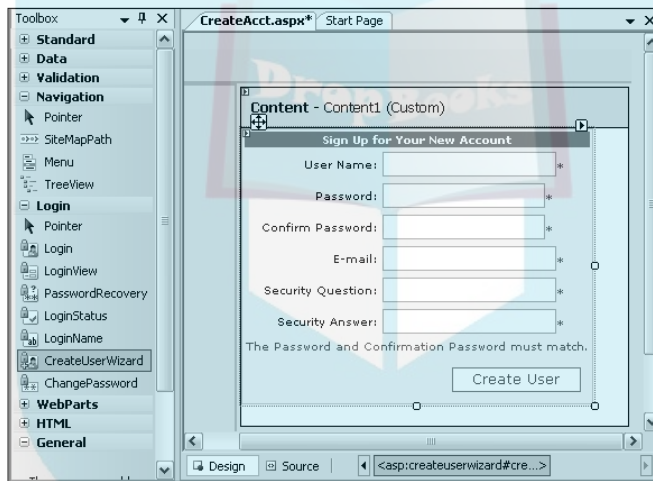 Toolbox
Standard
Data
Validation
Navigation
Pointer
SiteMapPath
Menu
TreeView
Login
Pointer
Login
LoginView
PasswordRecovery
LoginStatus
LoginName
CreateUserWizard
ChangePassword
WebParts
HTML
General
CreateAcct.aspx* Start Page
DropBooks
Content - Content1 (Custom)
Sign Up for Your New Account
User Name: *
Password: *
Confirm Password: *
E-mail: *
Security Question: *
Security Answer: *
The Password and Confirmation Password must match.
Create User
Design Source <asp:createuserwizard#cre...>